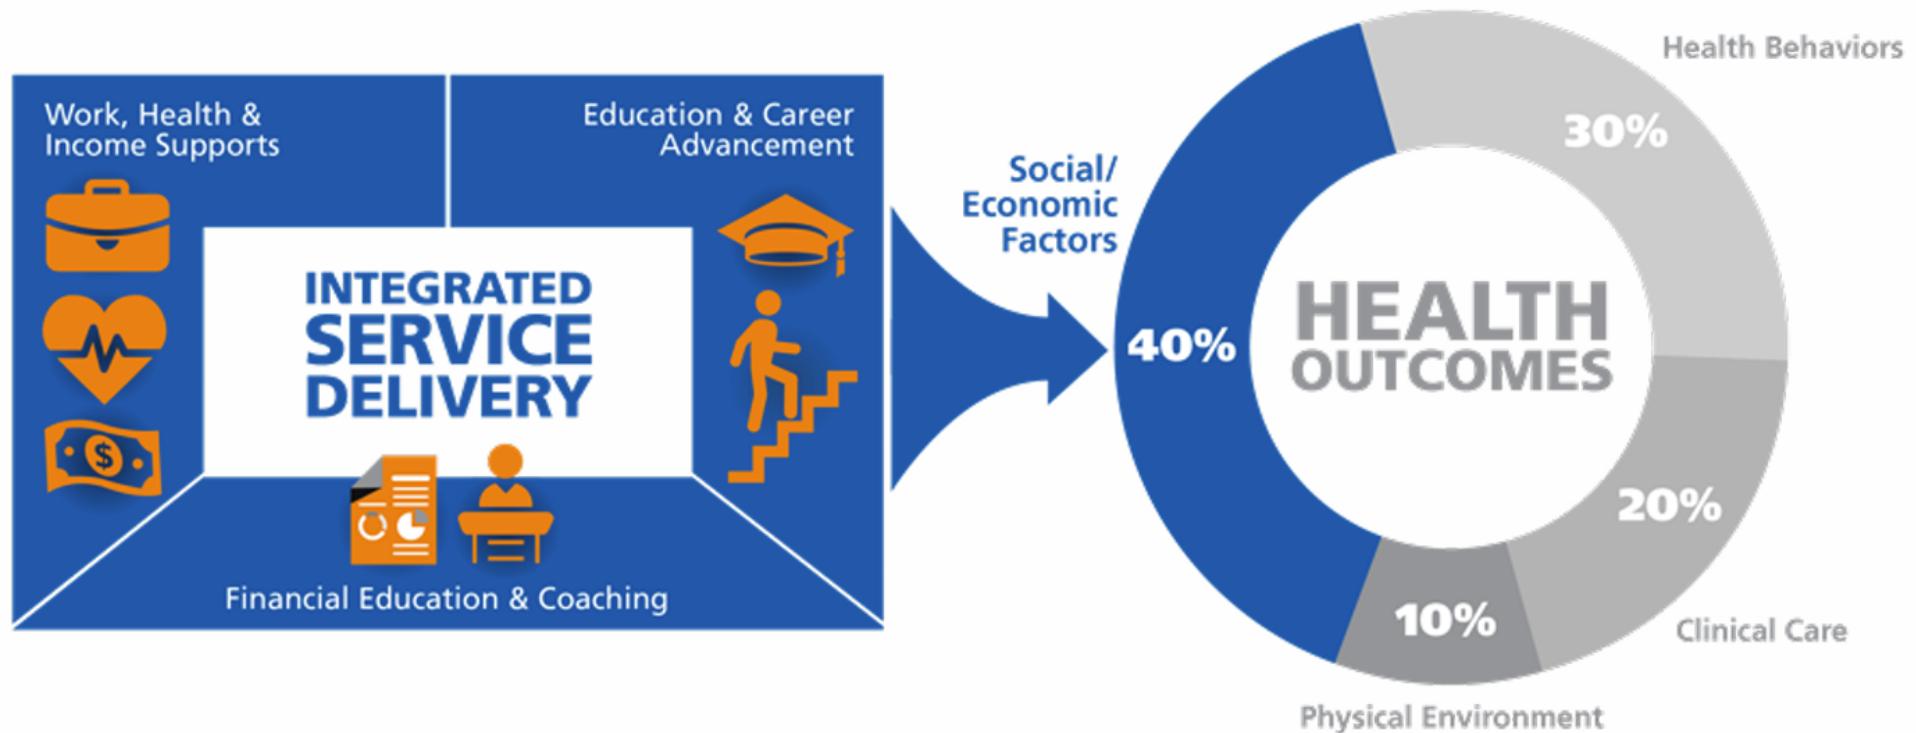 Work, Health &
Income Supports
Education & Career
Advancement
INTEGRATED
SERVICE
DELIVERY
$
Financial Education & Coaching
Social/
Economic
Factors
40%
HEALTH
OUTCOMES
Health Behaviors
30%
20%
Clinical Care
10%
Physical Environment